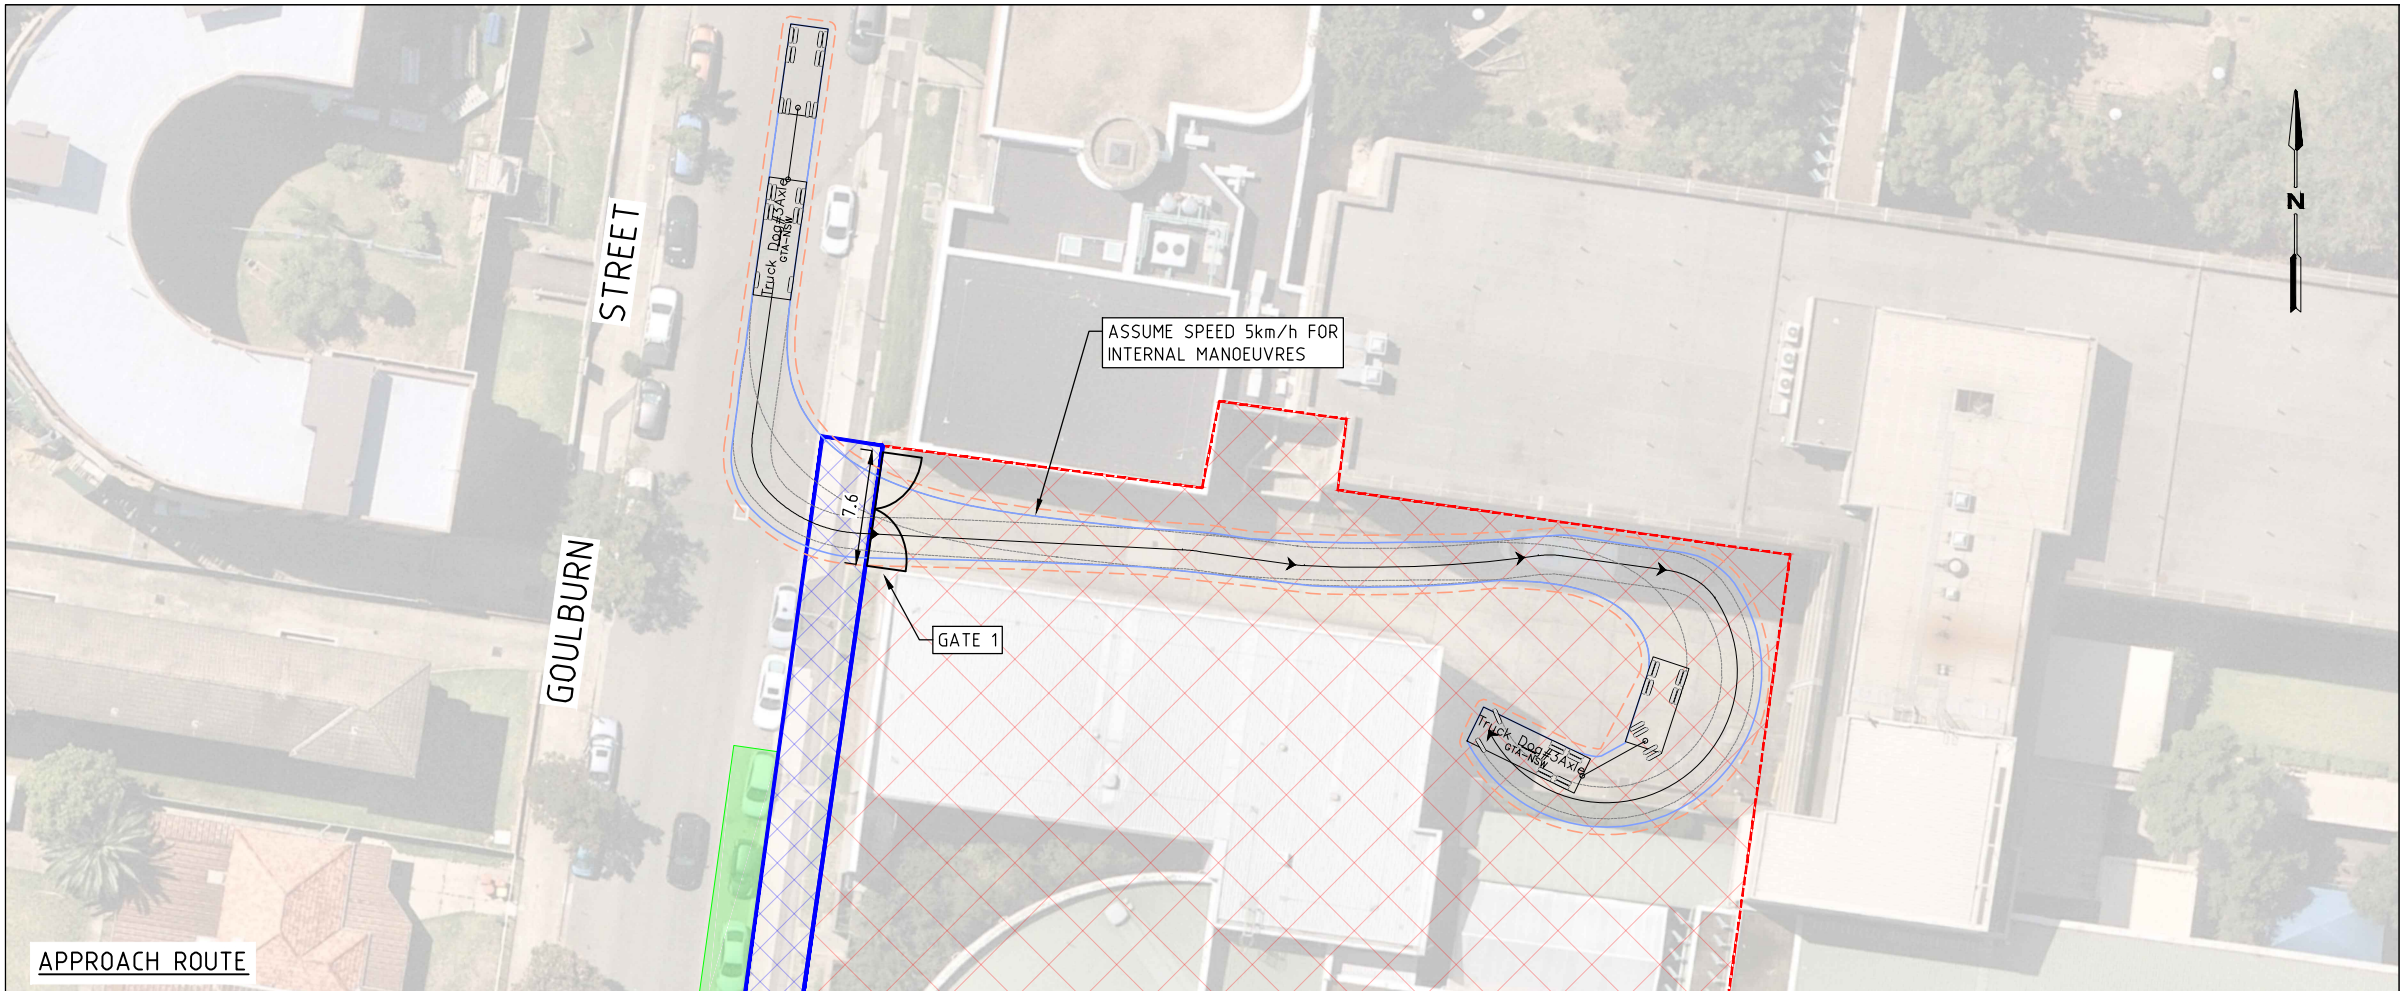 N
Truck Dog#3Axle
GTA-NSW
STREET
ASSUME SPEED 5km/h FOR
INTERNAL MANOEUVRES
7.6
GOULBURN
GATE 1
Truck Dog#3Axle
GTA-NSW
APPROACH ROUTE